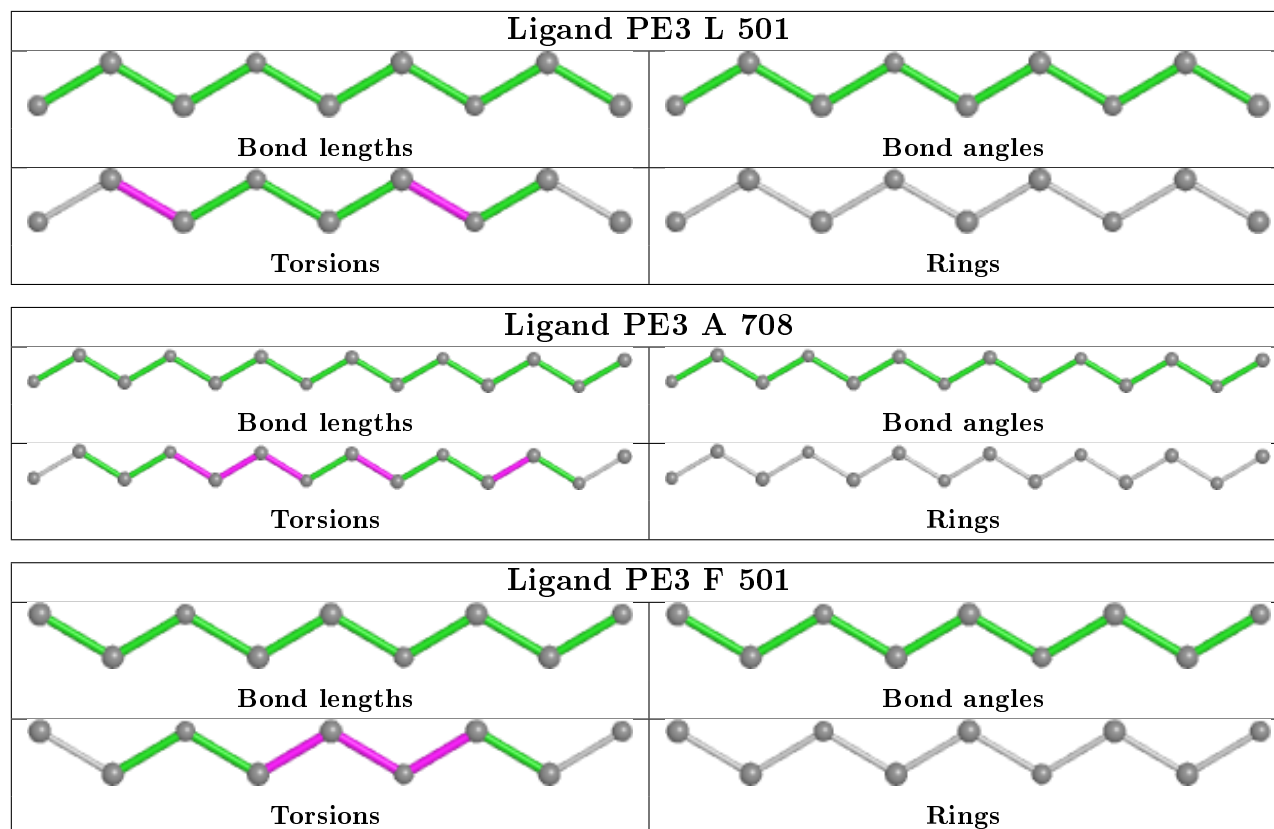 Ligand PE3 L 501
Bond lengths
Bond angles
Torsions
Rings
Ligand PE3 A 708
Bond lengths
Bond angles
Torsions
Rings
Ligand PE3 F 501
Bond lengths
Bond angles
Torsions
Rings